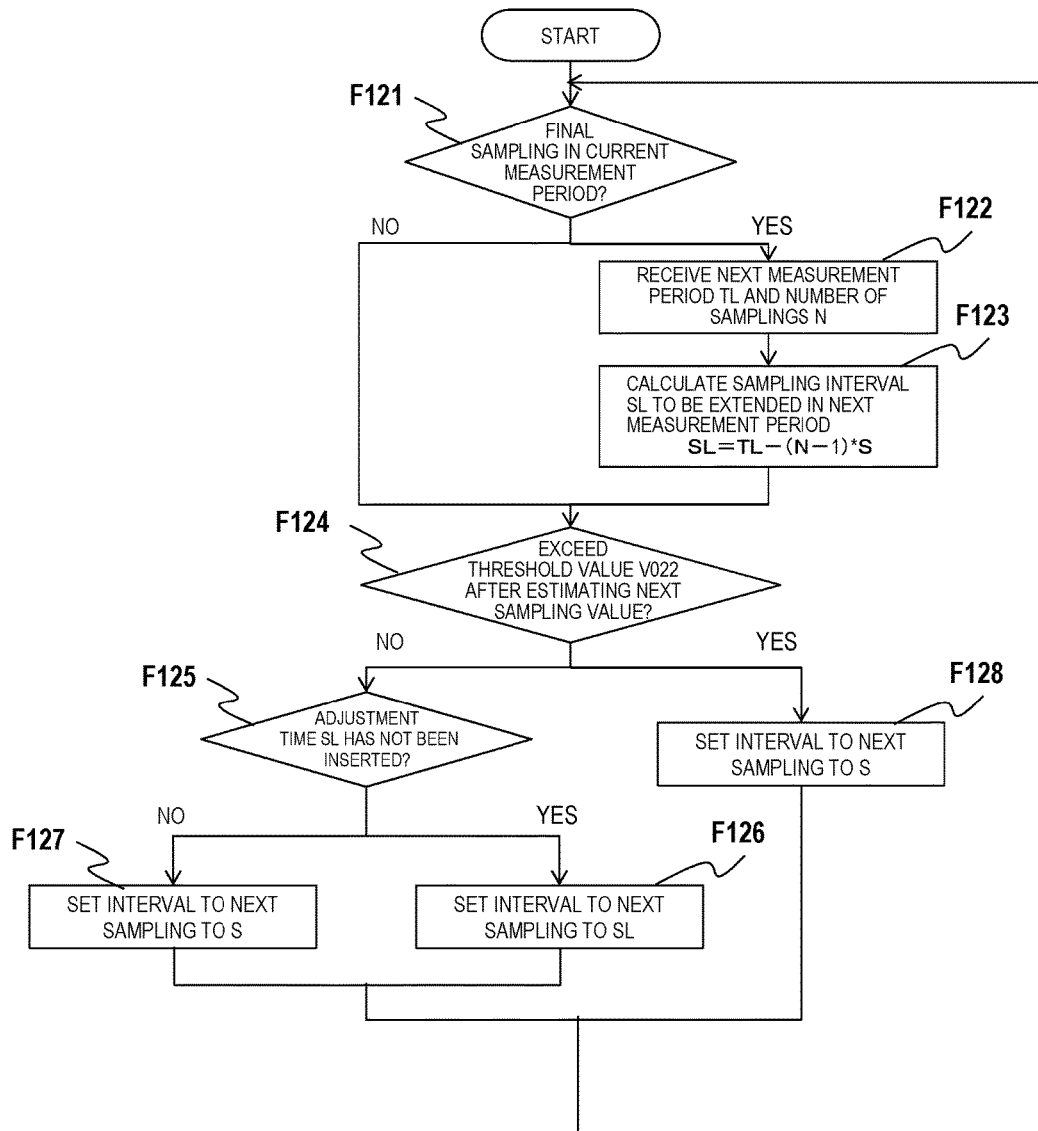 START
F121
FINAL
SAMPLING IN CURRENT
MEASUREMENT
PERIOD?
NO
YES
F122
RECEIVE NEXT MEASUREMENT
PERIOD TL AND NUMBER OF
SAMPLINGS N
F123
CALCULATE SAMPLING INTERVAL
SL TO BE EXTENDED IN NEXT
MEASUREMENT PERIOD
SL=TL-(N-1)*S
F124
EXCEED
THRESHOLD VALUE V022
AFTER ESTIMATING NEXT
SAMPLING VALUE?
NO
YES
F125
ADJUSTMENT
TIME SL HAS NOT BEEN
INSERTED?
F128
SET INTERVAL TO NEXT
SAMPLING TO S
NO
YES
F127
SET INTERVAL TO NEXT
SAMPLING TO S
F126
SET INTERVAL TO NEXT
SAMPLING TO SL